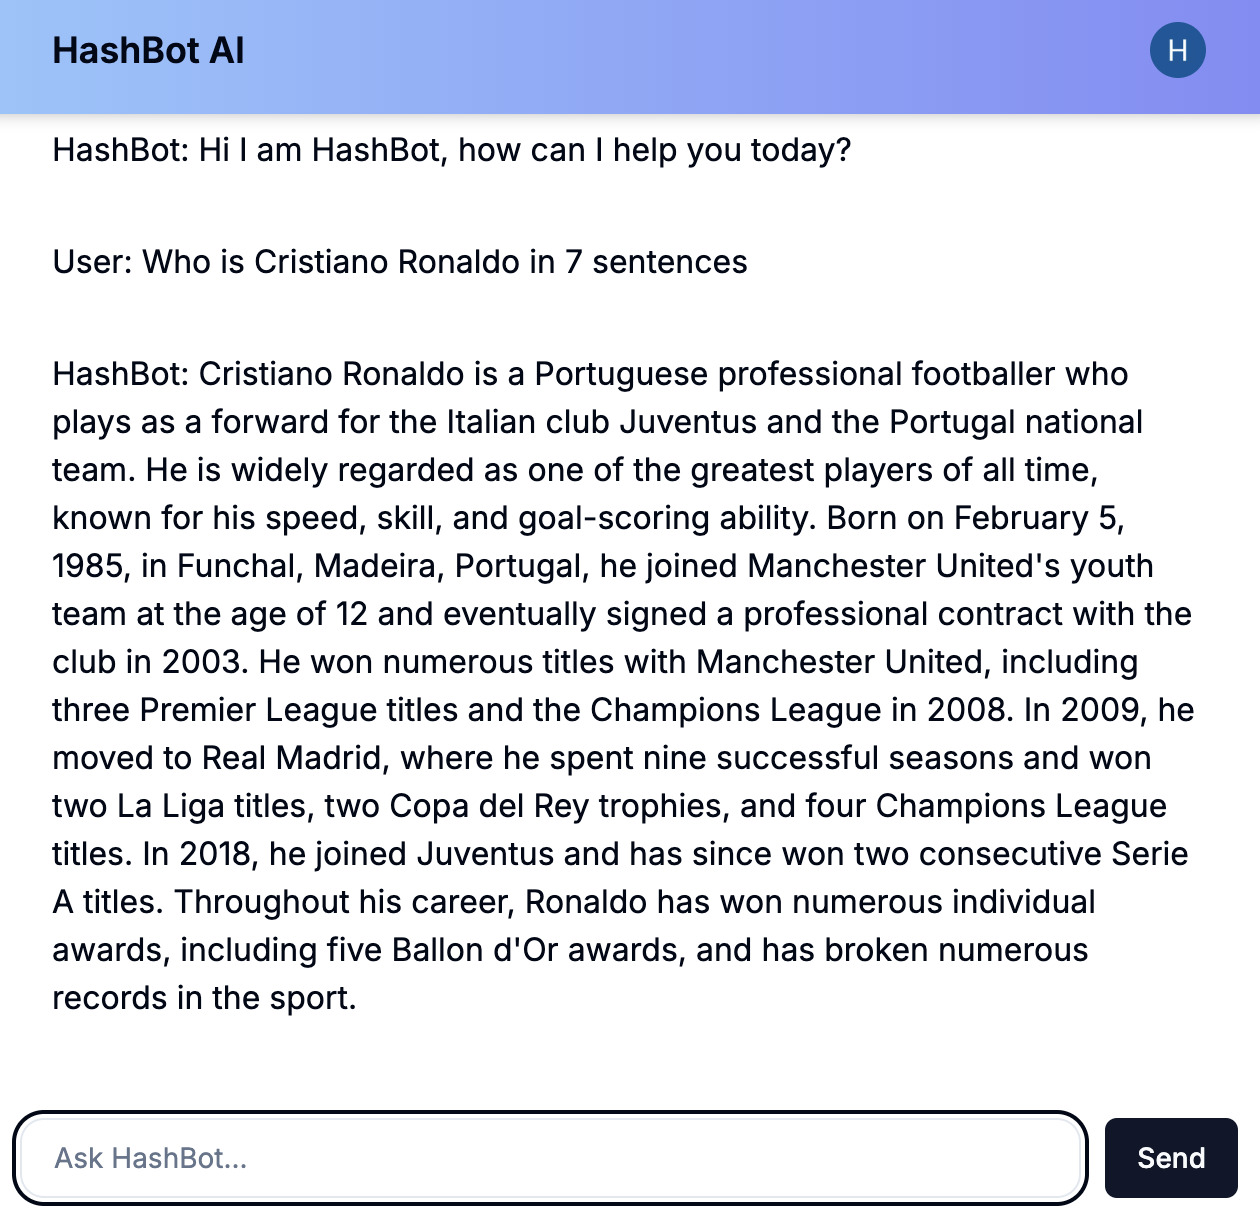 HashBot AI
H
HashBot: Hi I am HashBot, how can I help you today?
User: Who is Cristiano Ronaldo in 7 sentences
HashBot: Cristiano Ronaldo is a Portuguese professional footballer who
plays as a forward for the Italian club Juventus and the Portugal national
team. He is widely regarded as one of the greatest players of all time,
known for his speed, skill, and goal-scoring ability. Born on February 5,
1985, in Funchal, Madeira, Portugal, he joined Manchester United's youth
team at the age of 12 and eventually signed a professional contract with the
club in 2003. He won numerous titles with Manchester United, including
three Premier League titles and the Champions League in 2008. In 2009, he
moved to Real Madrid, where he spent nine successful seasons and won
two La Liga titles, two Copa del Rey trophies, and four Champions League
titles. In 2018, he joined Juventus and has since won two consecutive Serie
A titles. Throughout his career, Ronaldo has won numerous individual
awards, including five Ballon d'Or awards, and has broken numerous
records in the sport.
Ask HashBot...
Send